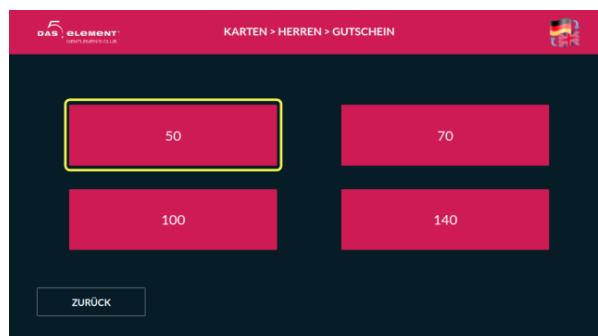 DAS 5. ELEMENT
GENTLEMEN'S CLUB
KARTEN > HERREN > GUTSCHEIN
50
70
100
140
ZURÜCK